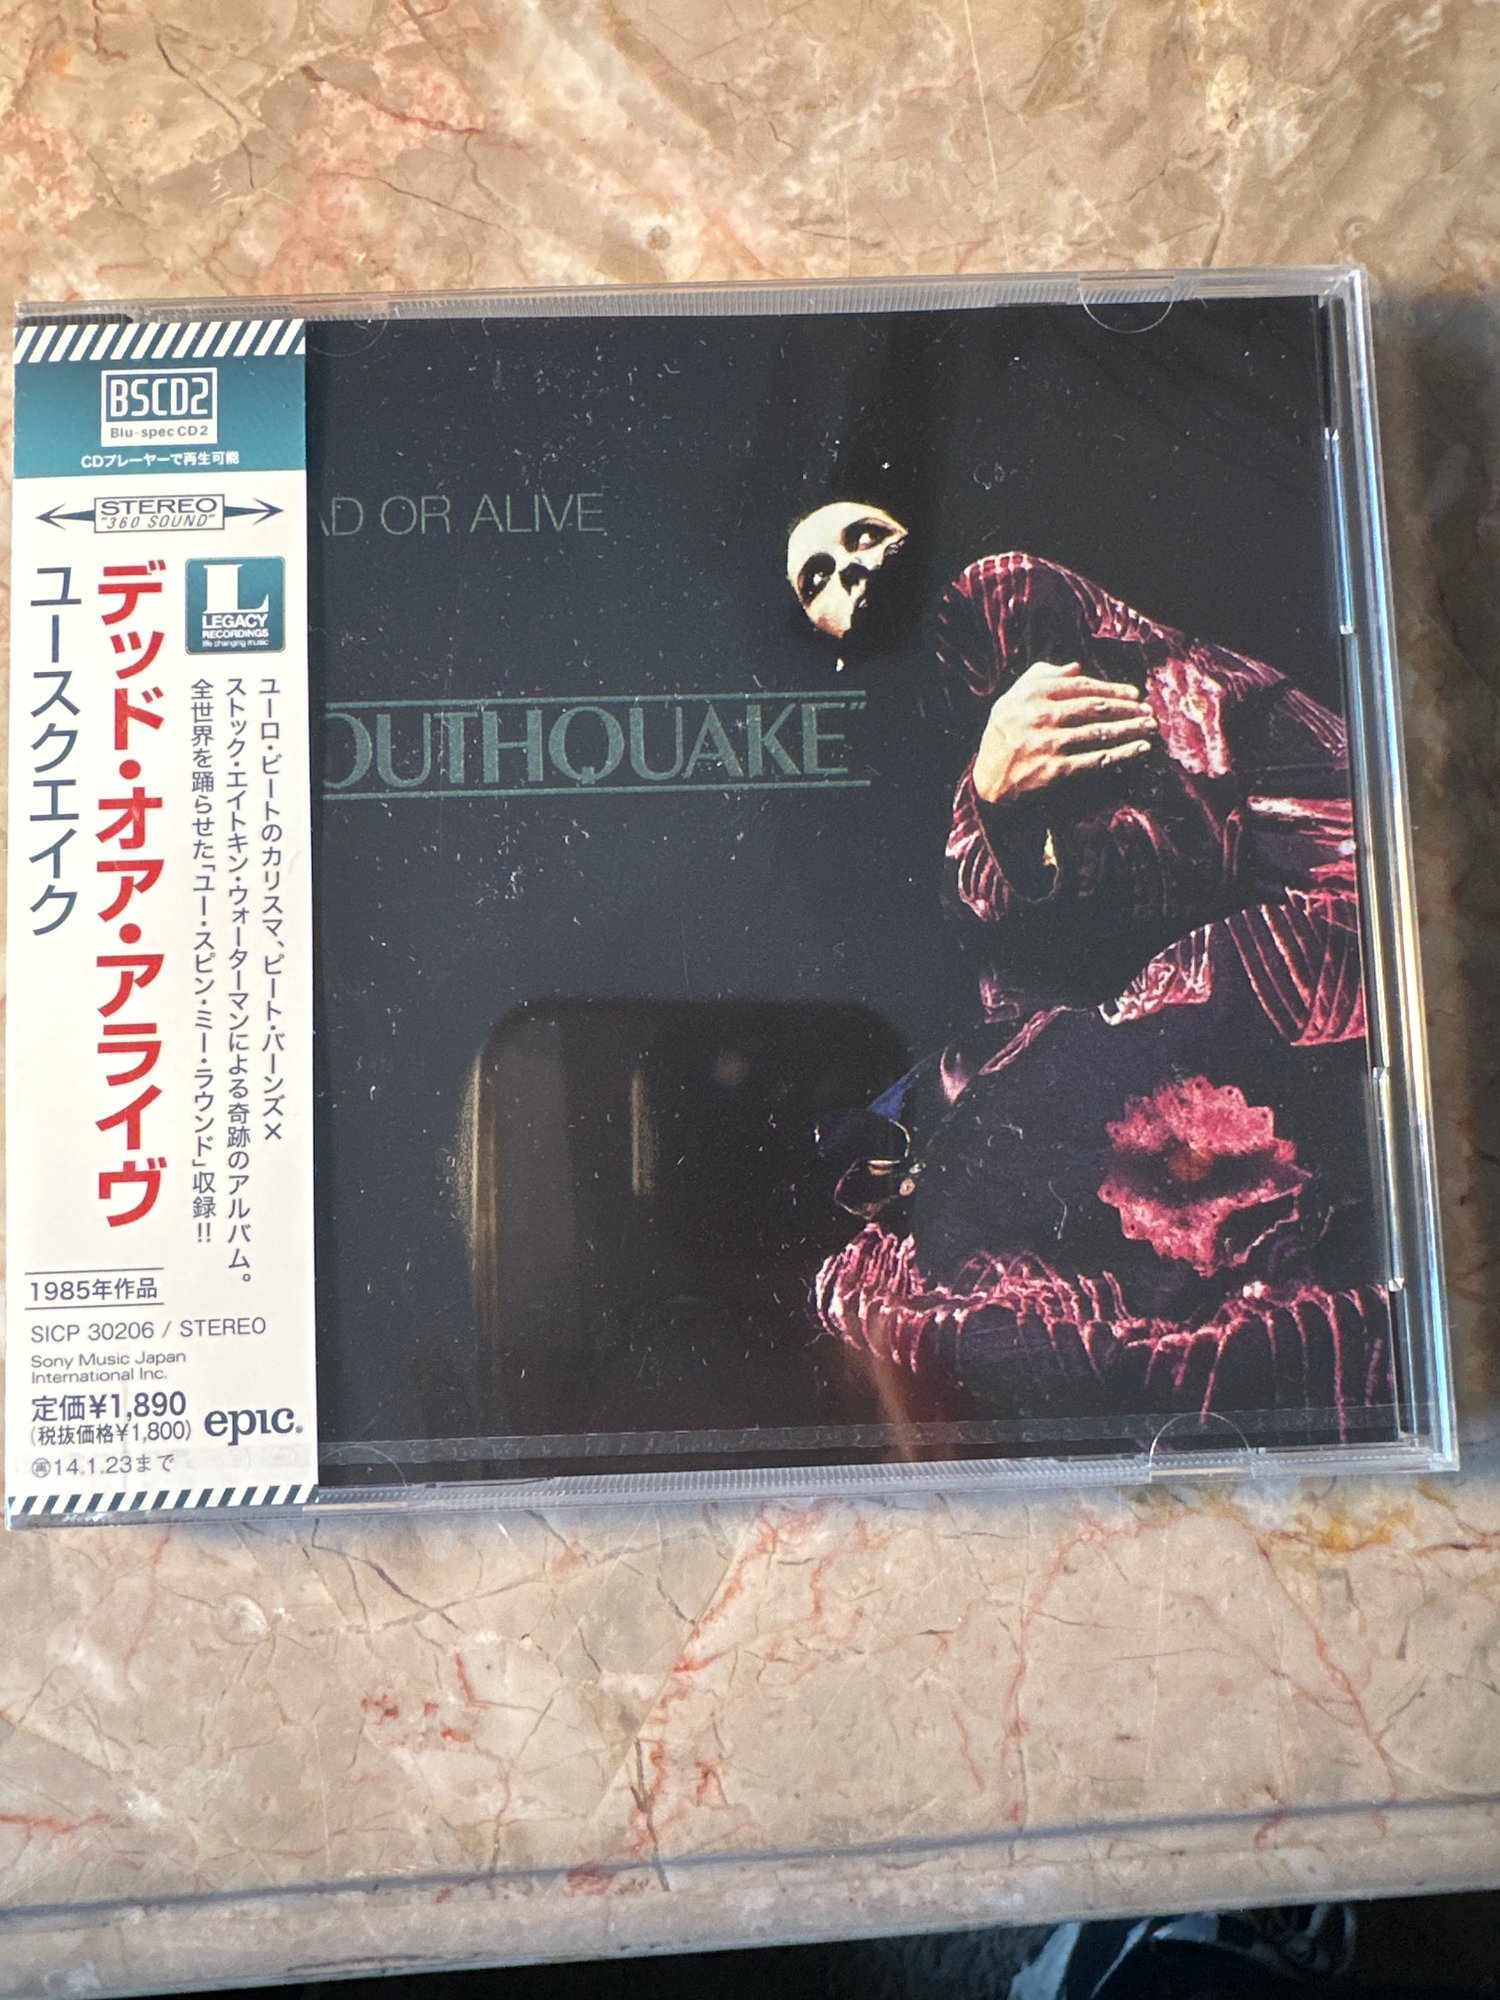 BSCD2
Blu-spec CD2
CDプレーヤーで再生可能
STEREO
"360 SOUND"
L
LEGACY
RECORDINGS
life changing music
デッド・オア・アライヴ
ユースクエイク
ユーロ・ビートのカリスマ、ピート・バーンズ×
ストック・エイトキン・ウォーターマンによる奇跡のアルバム。
全世界を踊らせた「ユー・スピン・ミー・ラウンド」収録!!
1985年作品
SICP 30206 / STEREO
Sony Music Japan
International Inc.
定価¥1,890
(税抜価格¥1,800)
epic.
㊢14.1.23まで
AD OR ALIVE
OUTHQUAKE"